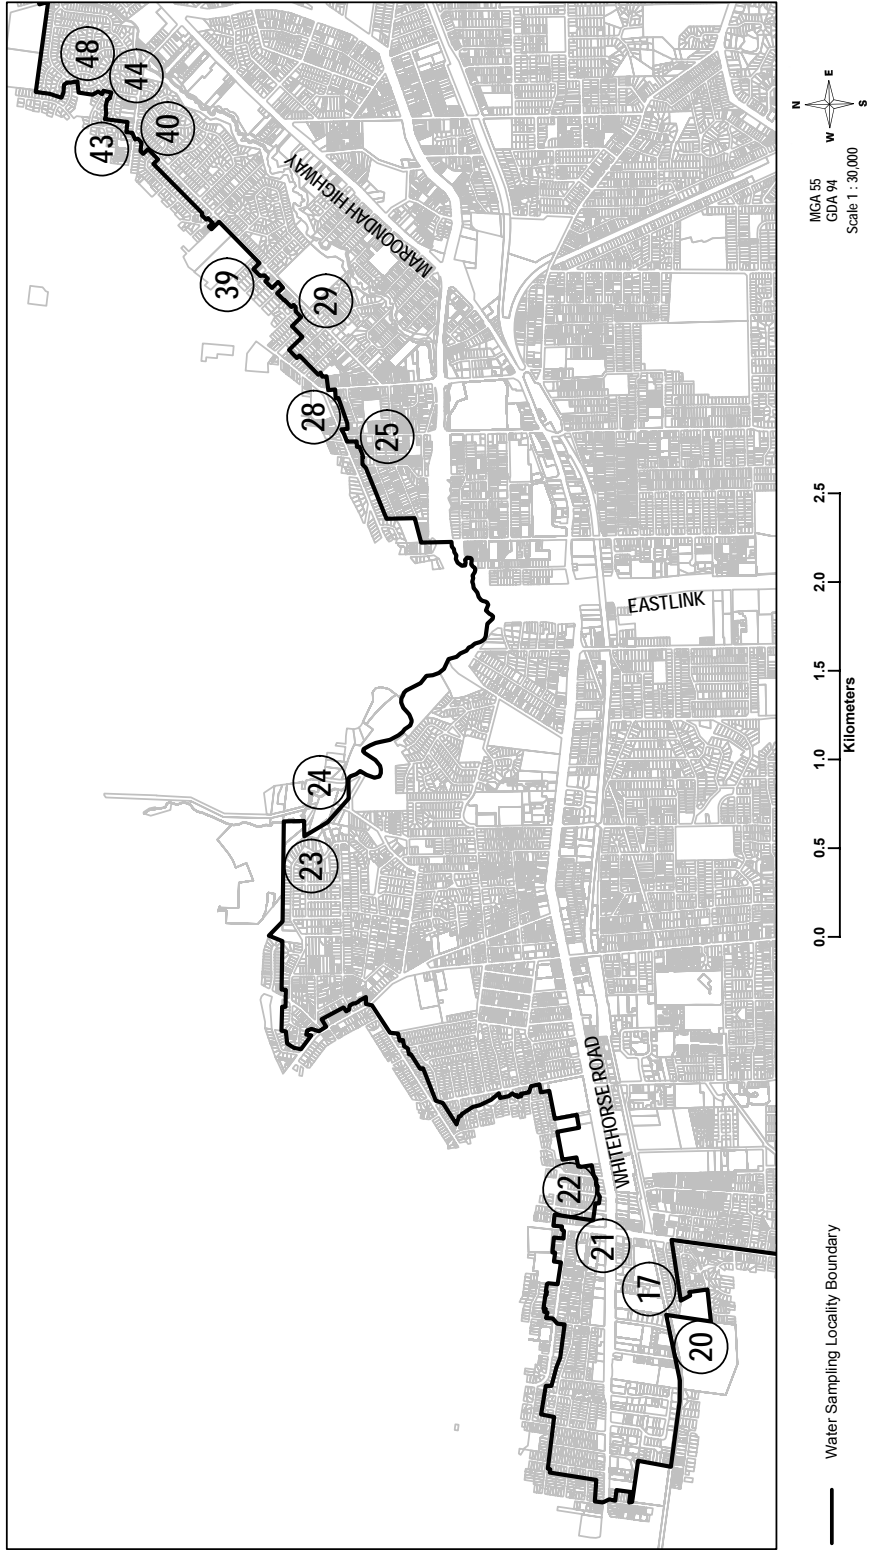 48
44
43
40
39
29
28
25
24
23
22
21
17
20
MAROONDAH HIGHWAY
EASTLINK
WHITEHORSE ROAD
Water Sampling Locality Boundary
0.0 0.5 1.0 1.5 2.0 2.5
Kilometers
MGA 55
GDA 94
Scale 1 : 30,000
N
W E
S